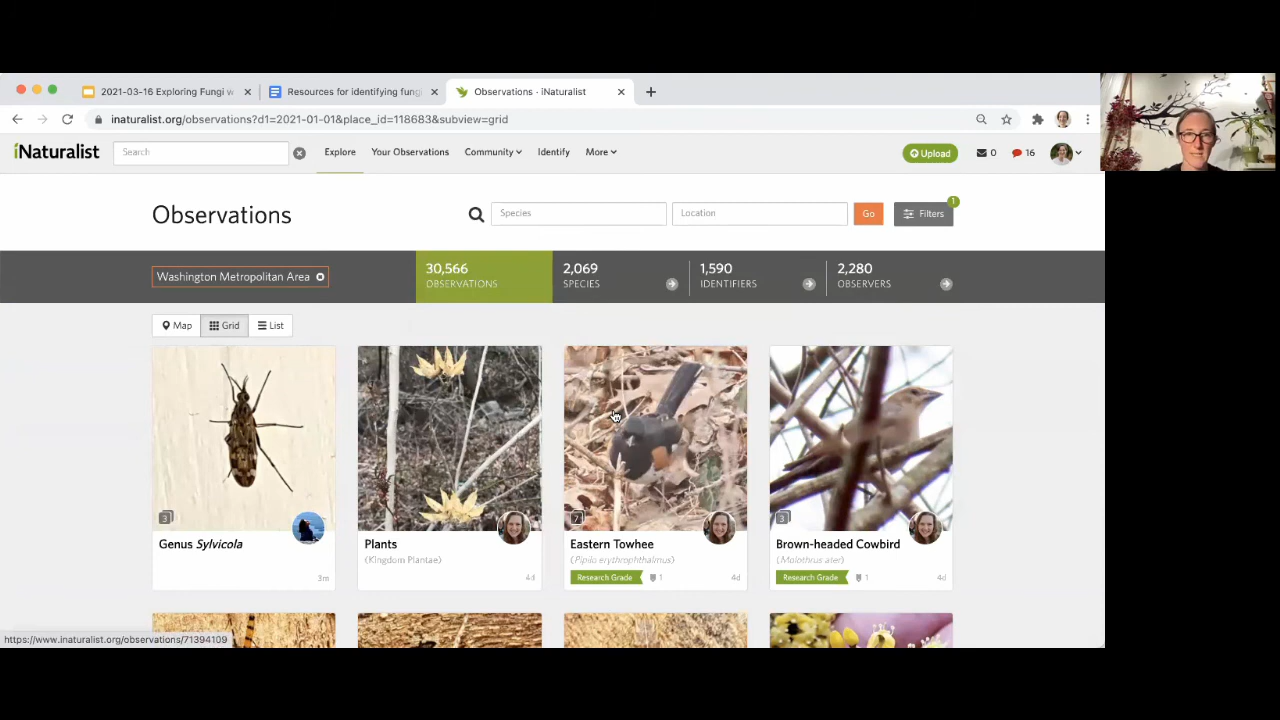 2021-03-16 Exploring Fungi w
Resources for identifying fung
Observations · iNaturalist
inaturalist.org/observations?d1=2021-01-01&place_id=118683&subview=grid
iNaturalist
Search
Explore
Your Observations
Community
Identify
More
Upload
0
16
Observations
Species
Location
Go
Filters
1
Washington Metropolitan Area
30,566
OBSERVATIONS
2,069
SPECIES
1,590
IDENTIFIERS
2,280
OBSERVERS
Map
Grid
List
3
Genus Sylvicola
3m
Plants
(Kingdom Plantae)
4d
7
Eastern Towhee
(Pipilo erythrophthalmus)
Research Grade
1
4d
3
Brown-headed Cowbird
(Molothrus ater)
Research Grade
1
4d
https://www.inaturalist.org/observations/71394109